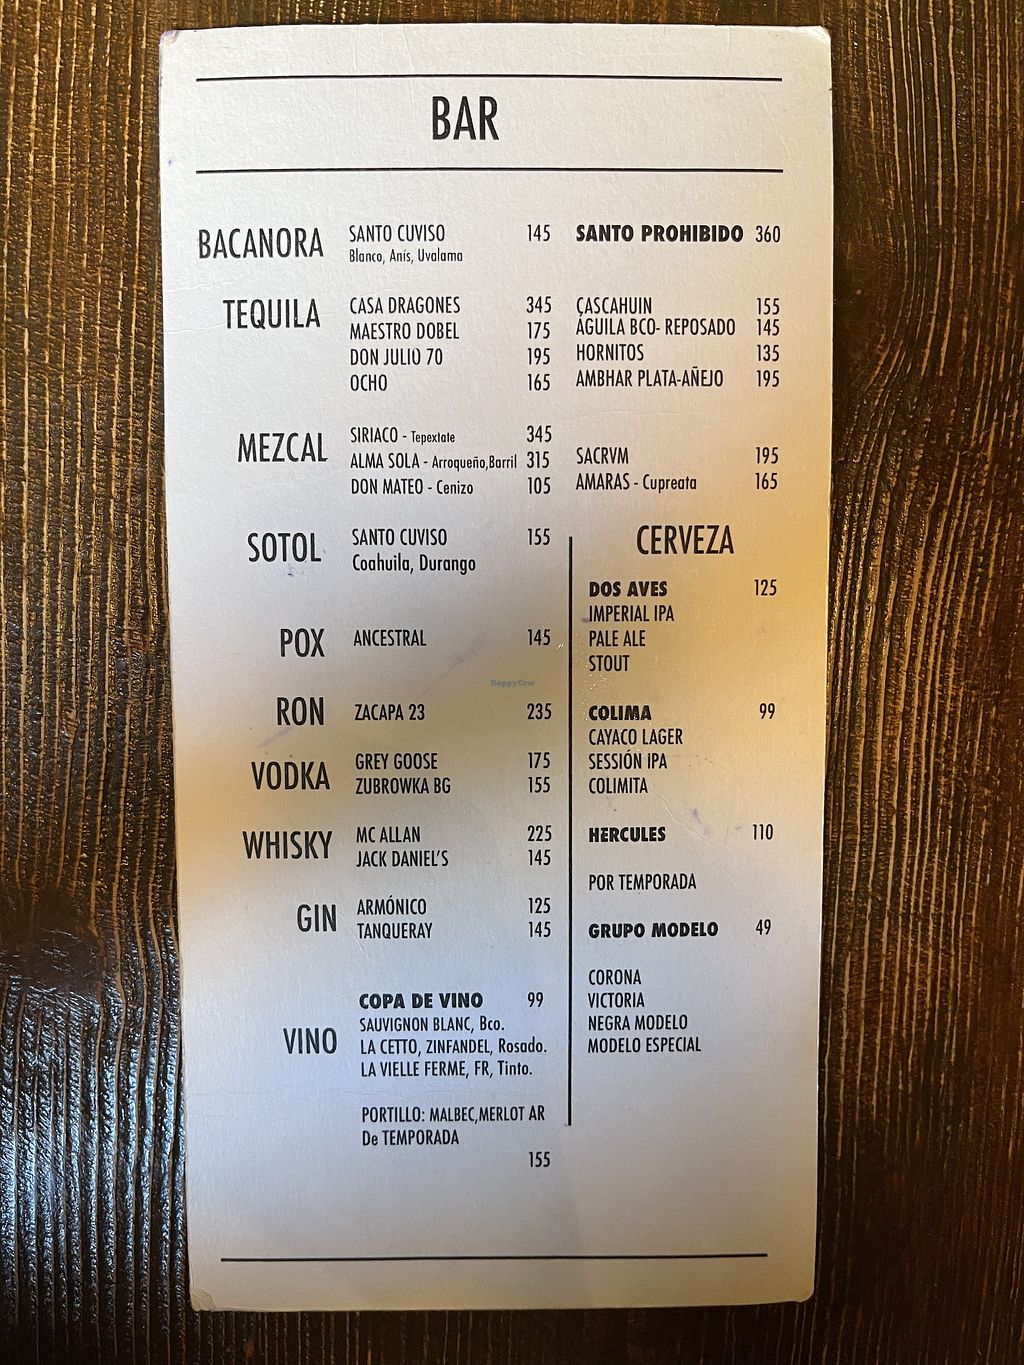 BAR
BACANORA
SANTO CUVISO 145
Blanco, Anís, Uvalama
SANTO PROHIBIDO 360
TEQUILA
CASA DRAGONES 345
MAESTRO DOBEL 175
DON JULIO 70 195
OCHO 165
CASCAHUIN 155
ÁGUILA BCO- REPOSADO 145
HORNITOS 135
AMBHAR PLATA-AÑEJO 195
MEZCAL
SIRIACO - Tepextate 345
ALMA SOLA - Arroqueño,Barril 315
DON MATEO - Cenizo 105
SACRVM 195
AMARAS - Cupreata 165
SOTOL
SANTO CUVISO 155
Coahuila, Durango
POX
ANCESTRAL 145
RON
ZACAPA 23 235
VODKA
GREY GOOSE 175
ZUBROWKA BG 155
WHISKY
MC ALLAN 225
JACK DANIEL'S 145
GIN
ARMÓNICO 125
TANQUERAY 145
VINO
COPA DE VINO 99
SAUVIGNON BLANC, Bco.
LA CETTO, ZINFANDEL, Rosado.
LA VIELLE FERME, FR, Tinto.
PORTILLO: MALBEC,MERLOT AR
De TEMPORADA
155
CERVEZA
DOS AVES 125
IMPERIAL IPA
PALE ALE
STOUT
COLIMA 99
CAYACO LAGER
SESSIÓN IPA
COLIMITA
HERCULES 110
POR TEMPORADA
GRUPO MODELO 49
CORONA
VICTORIA
NEGRA MODELO
MODELO ESPECIAL
HappyCow